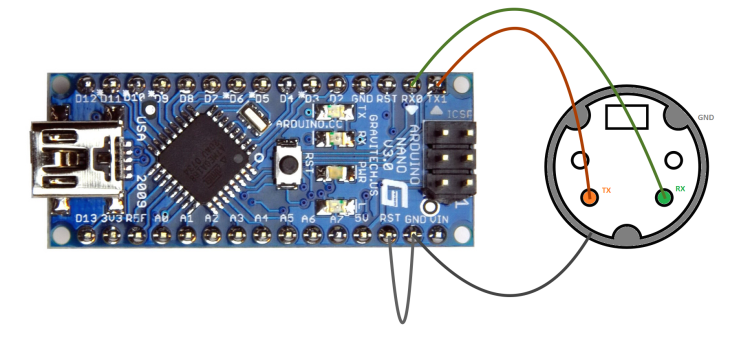 D12 D11 D10 *D9 D8 D7 *D6 *D5 D4 *D3 D2 GND RST RX0 TX1
TX
RX
PWR
L
ARDUINO.CC
RST
GRAVITECH.US
ARDUINO
NANO
V3.0
ICSP
1
USA
2009
G
D13 3V3 REF A0 A1 A2 A3 A4 A5 A6 A7 5V RST GND VIN
GND
TX
RX